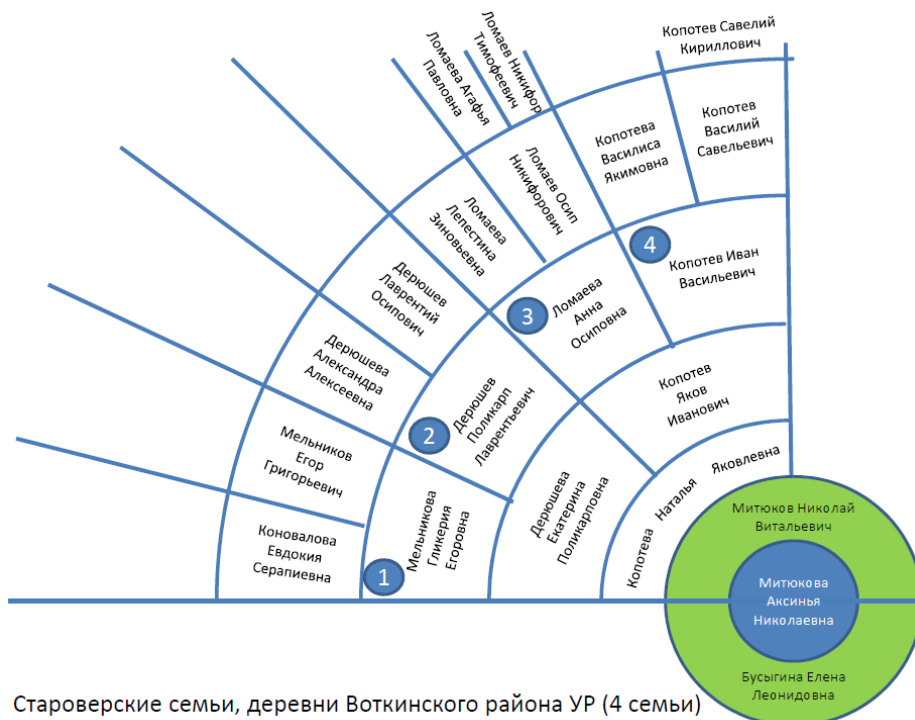 Копотев Савелий
Кириллович
Ломаев Никифор
Тимофеевич
Ломаева Агафья
Павловна
Копотев
Василий
Савельевич
Копотева
Василиса
Якимовна
Ломаев Осип
Никифорович
Ломаева
Лепестина
Зиновьевна
Дерюшев
Лаврентий
Осипович
Дерюшева
Александра
Алексеевна
Мельников
Егор
Григорьевич
Коновалова
Евдокия
Серапиевна
4
Копотев Иван
Васильевич
3
Ломаева
Анна
Осиповна
2
Дерюшев
Поликарп
Лаврентьевич
1
Мельникова
Гликерия
Егоровна
Копотев
Яков
Иванович
Дерюшева
Екатерина
Поликарповна
Копотева Наталья Яковлевна
Митюков Николай
Витальевич
Митюкова
Аксинья
Николаевна
Бусыгина Елена
Леонидовна
Староверские семьи, деревни Воткинского района УР (4 семьи)